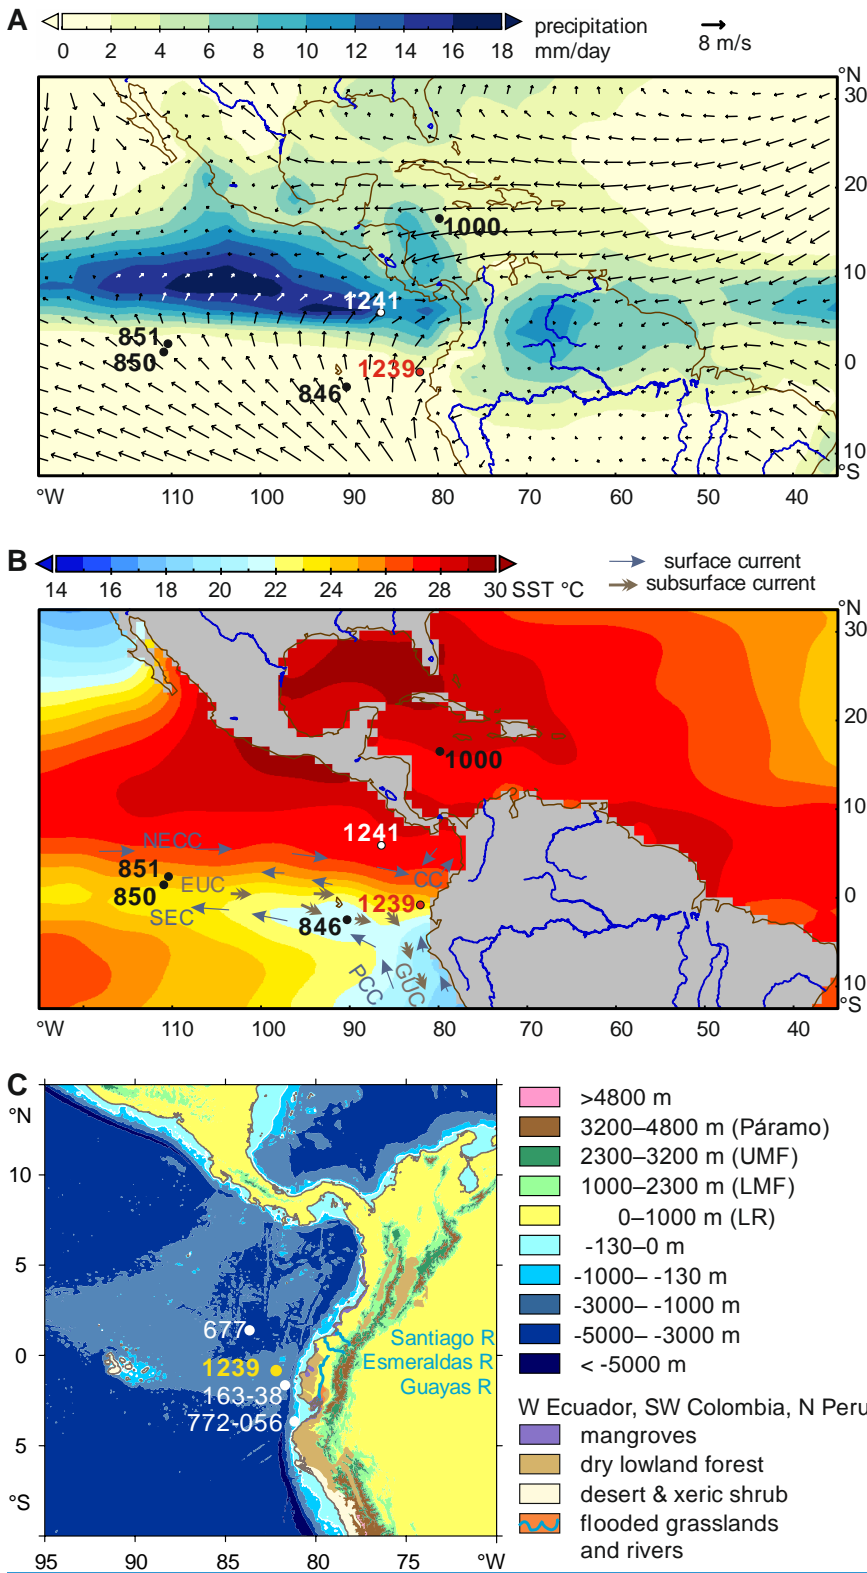 A
precipitation
mm/day
8 m/s
0 2 4 6 8 10 12 14 16 18
°N
30
20
10
0
10
°S
1000
1241
851
850
1239
846
°W 110 100 90 80 70 60 50 40
B
14 16 18 20 22 24 26 28 30 SST °C
surface current
subsurface current
°N
30
20
10
0
10
°S
1000
1241
NECC
851
850
EUC
CC
SEC
1239
846
PCC
GUC
°W 110 100 90 80 70 60 50 40
C
°N
10
5
0
5
°S
677
1239
163-38
772-056
Santiago R
Esmeraldas R
Guayas R
95 90 85 80 75 °W
>4800 m
3200–4800 m (Páramo)
2300–3200 m (UMF)
1000–2300 m (LMF)
0–1000 m (LR)
-130–0 m
-1000– -130 m
-3000– -1000 m
-5000– -3000 m
< -5000 m
W Ecuador, SW Colombia, N Peru
mangroves
dry lowland forest
desert & xeric shrub
flooded grasslands
and rivers